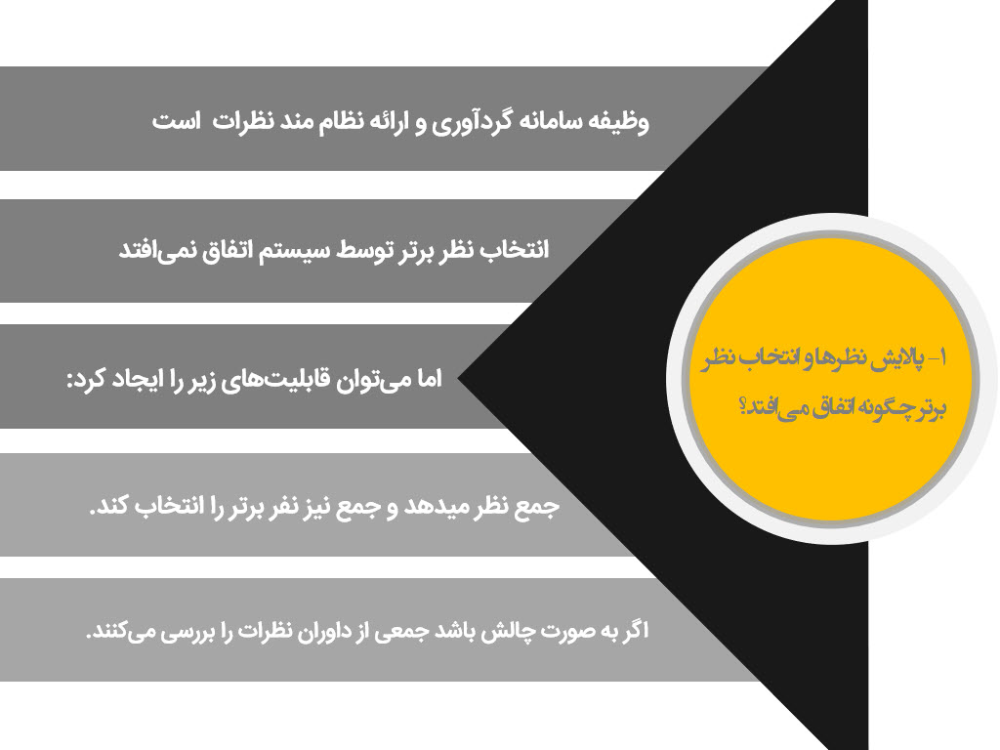 ۱- پالایش نظرها و انتخاب نظر
برتر چگونه اتفاق می‌افتد؟
وظیفه سامانه گردآوری و ارائه نظام مند نظرات است
انتخاب نظر برتر توسط سیستم اتفاق نمی‌افتد
اما می‌توان قابلیت‌های زیر را ایجاد کرد:
جمع نظر میدهد و جمع نیز نفر برتر را انتخاب کند.
اگر به صورت چالش باشد جمعی از داوران نظرات را بررسی می‌کنند.